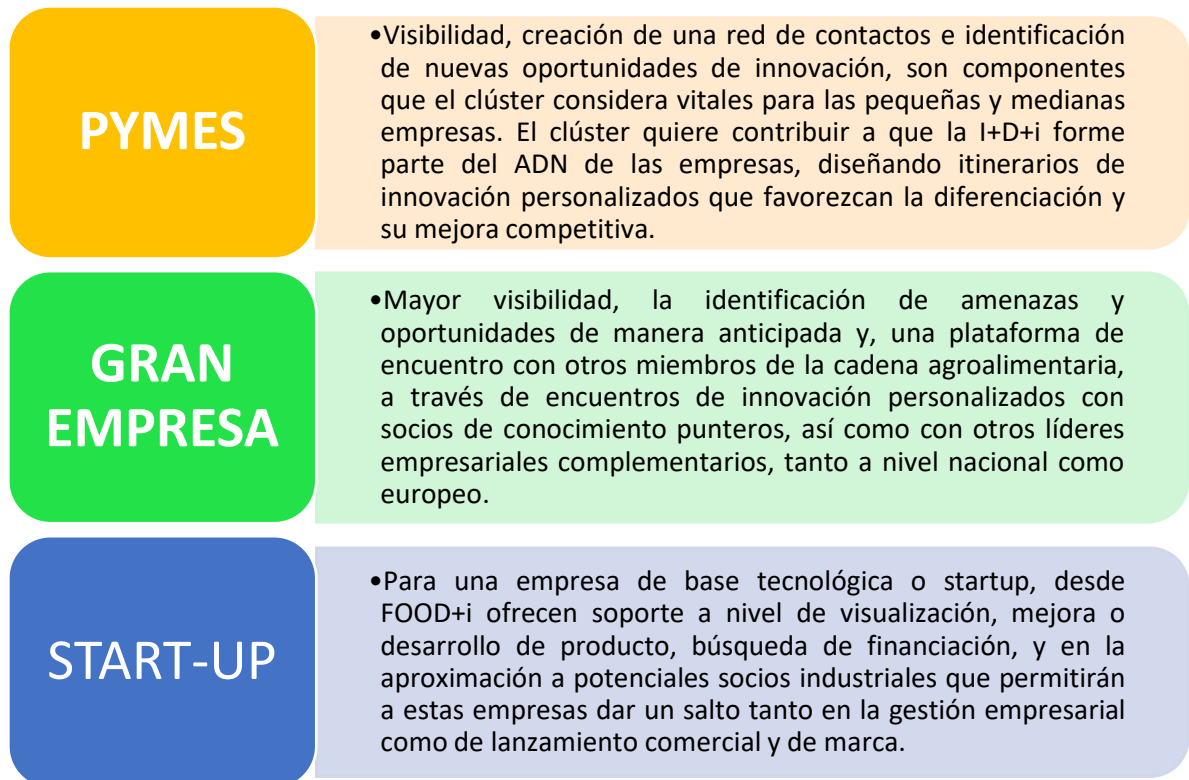 PYMES
•Visibilidad, creación de una red de contactos e identificación
de nuevas oportunidades de innovación, son componentes
que el clúster considera vitales para las pequeñas y medianas
empresas. El clúster quiere contribuir a que la I+D+i forme
parte del ADN de las empresas, diseñando itinerarios de
innovación personalizados que favorezcan la diferenciación y
su mejora competitiva.
GRAN
EMPRESA
•Mayor visibilidad, la identificación de amenazas y
oportunidades de manera anticipada y, una plataforma de
encuentro con otros miembros de la cadena agroalimentaria,
a través de encuentros de innovación personalizados con
socios de conocimiento punteros, así como con otros líderes
empresariales complementarios, tanto a nivel nacional como
europeo.
START-UP
•Para una empresa de base tecnológica o startup, desde
FOOD+i ofrecen soporte a nivel de visualización, mejora o
desarrollo de producto, búsqueda de financiación, y en la
aproximación a potenciales socios industriales que permitirán
a estas empresas dar un salto tanto en la gestión empresarial
como de lanzamiento comercial y de marca.